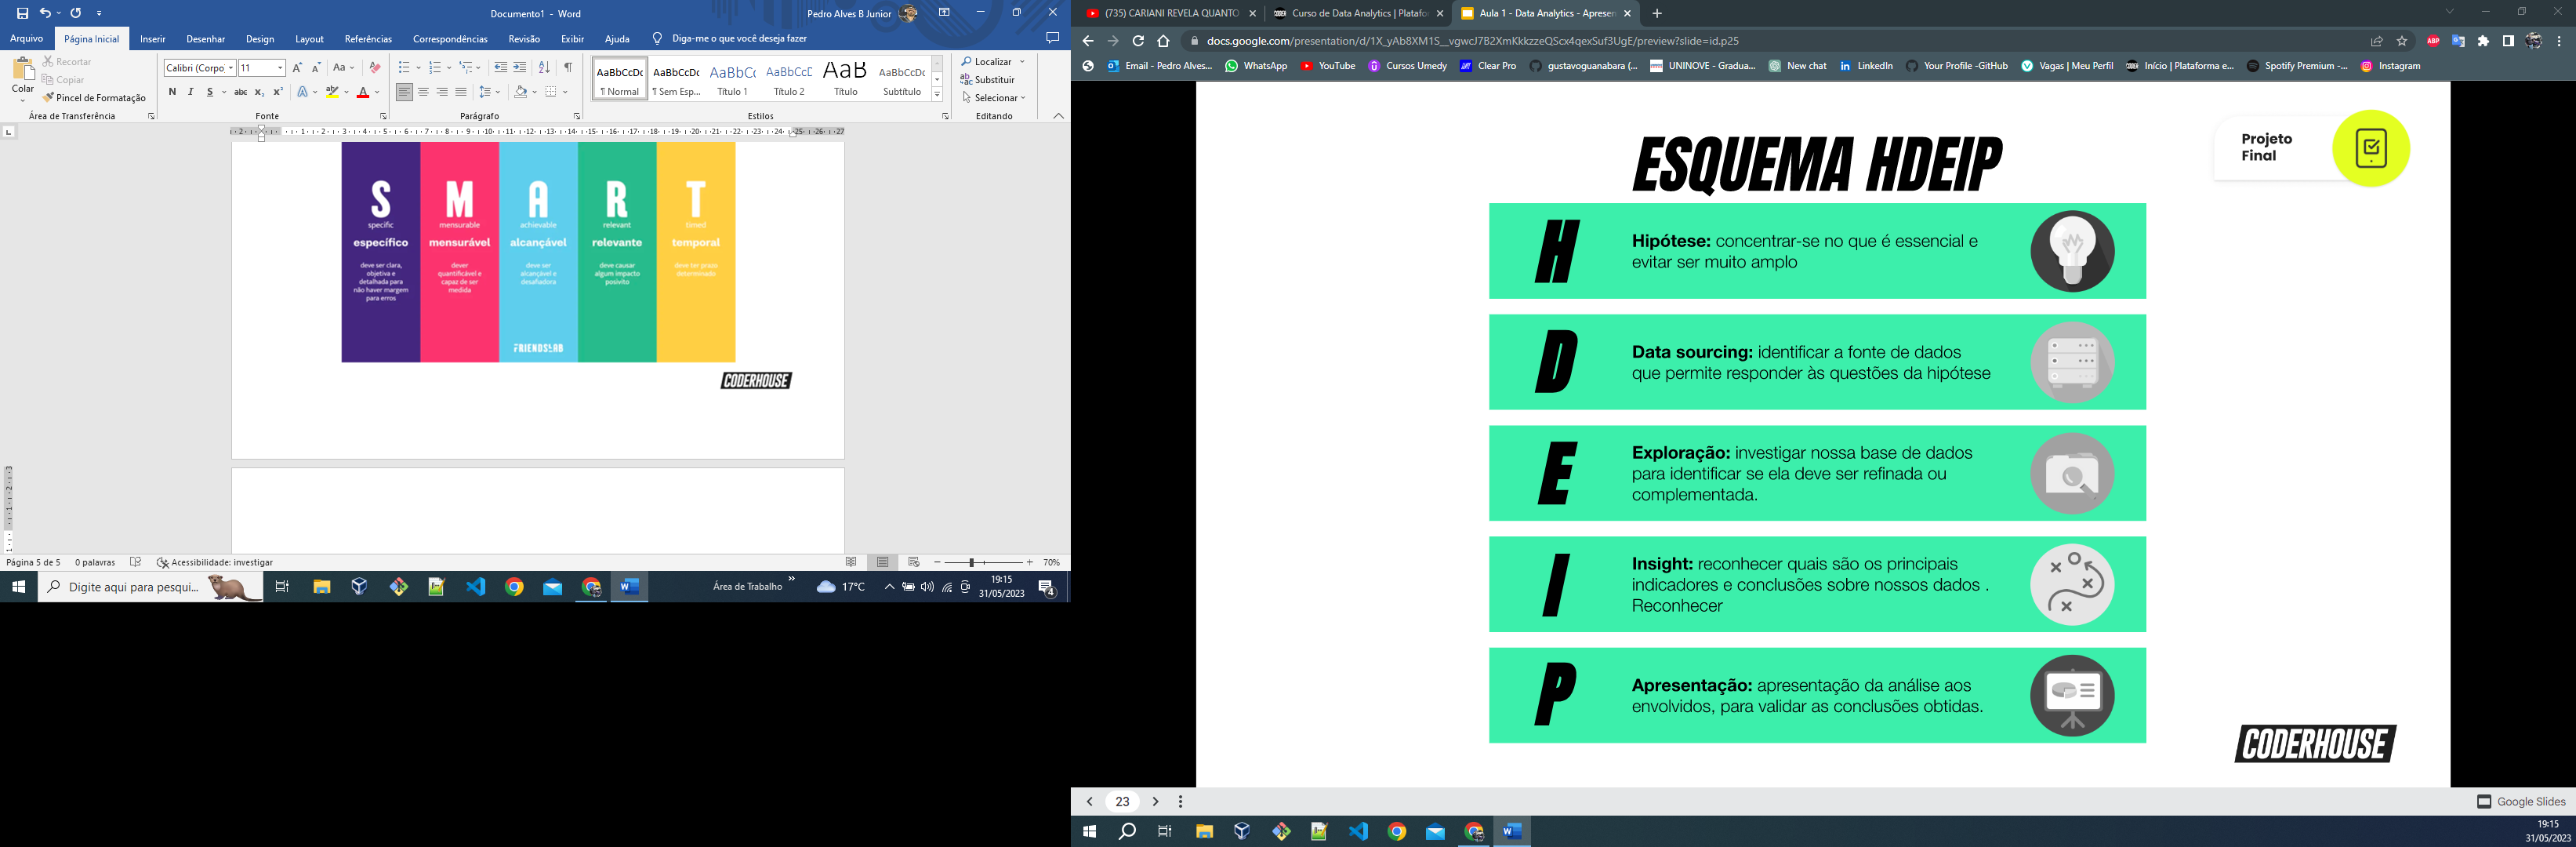 Documento1 - Word
Pedro Alves B Junior
Arquivo
Página Inicial
Inserir
Desenhar
Design
Layout
Referências
Correspondências
Revisão
Exibir
Ajuda
Diga-me o que você deseja fazer
Colar
Recortar
Copiar
Pincel de Formatação
Área de Transferência
Calibri (Corpo
11
Fonte
Parágrafo
AaBbCcDc
¶ Normal
AaBbCcDc
¶ Sem Esp...
AaBbCc
Título 1
AaBbCcD
Título 2
AaB
Título
AaBbCcDc
Subtítulo
Estilos
Localizar
Substituir
Selecionar
Editando
S
specific
específico
deve ser clara,
objetiva e
detalhada para
não haver margem
para erros
M
mensurable
mensurável
dever
quantificável e
capaz de ser
medida
A
achievable
alcançável
deve ser
alcançável e
desafiadora
R
relevant
relevante
deve causar
algum impacto
posivito
T
timed
temporal
deve ter prazo
determinado
FRIENDSLAB
CODERHOUSE
Página 5 de 5
0 palavras
Acessibilidade: investigar
70%
Digite aqui para pesqui...
Área de Trabalho
17°C
19:15
31/05/2023
4
(735) CARIANI REVELA QUANTO
Curso de Data Analytics | Platafo
Aula 1 - Data Analytics - Apresen
docs.google.com/presentation/d/1X_yAb8XM1S__vgwcJ7B2XmKkkzzeQScx4qexSuf3UgE/preview?slide=id.p25
Email - Pedro Alves...
WhatsApp
YouTube
Cursos Umedy
Clear Pro
gustavoguanabara (...
UNINOVE - Gradua...
New chat
LinkedIn
Your Profile -GitHub
Vagas | Meu Perfil
Início | Plataforma e...
Spotify Premium -...
Instagram
ESQUEMA HDEIP
Projeto
Final
H
Hipótese: concentrar-se no que é essencial e
evitar ser muito amplo
D
Data sourcing: identificar a fonte de dados
que permite responder às questões da hipótese
E
Exploração: investigar nossa base de dados
para identificar se ela deve ser refinada ou
complementada.
I
Insight: reconhecer quais são os principais
indicadores e conclusões sobre nossos dados .
Reconhecer
P
Apresentação: apresentação da análise aos
envolvidos, para validar as conclusões obtidas.
CODERHOUSE
23
Google Slides
19:15
31/05/2023